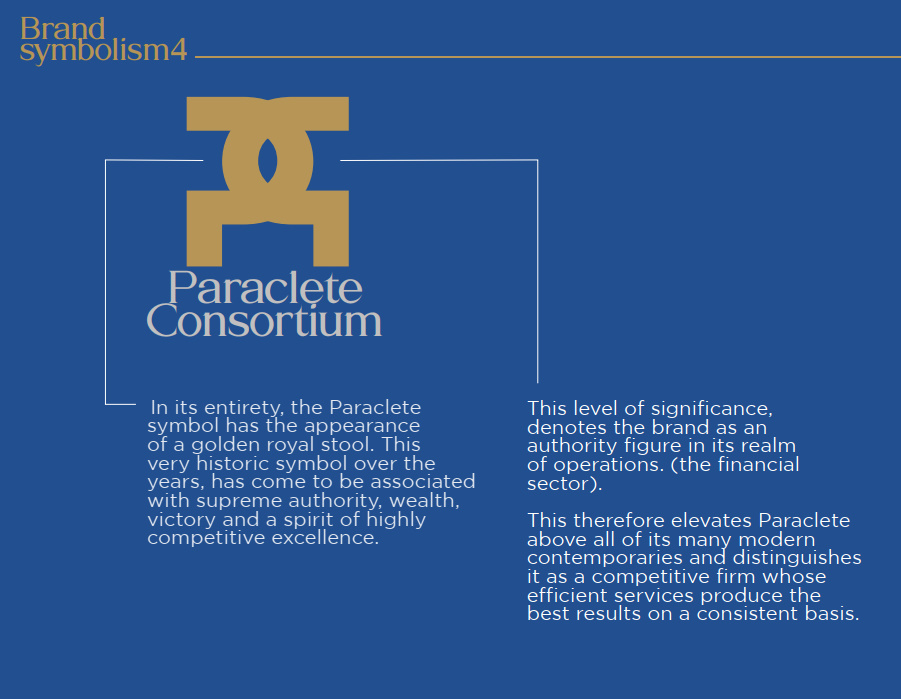 Brand
symbolism4
Paraclete
Consortium
In its entirety, the Paraclete
symbol has the appearance
of a golden royal stool. This
very historic symbol over the
years, has come to be associated
with supreme authority, wealth,
victory and a spirit of highly
competitive excellence.
This level of significance,
denotes the brand as an
authority figure in its realm
of operations. (the financial
sector).
This therefore elevates Paraclete
above all of its many modern
contemporaries and distinguishes
it as a competitive firm whose
efficient services produce the
best results on a consistent basis.